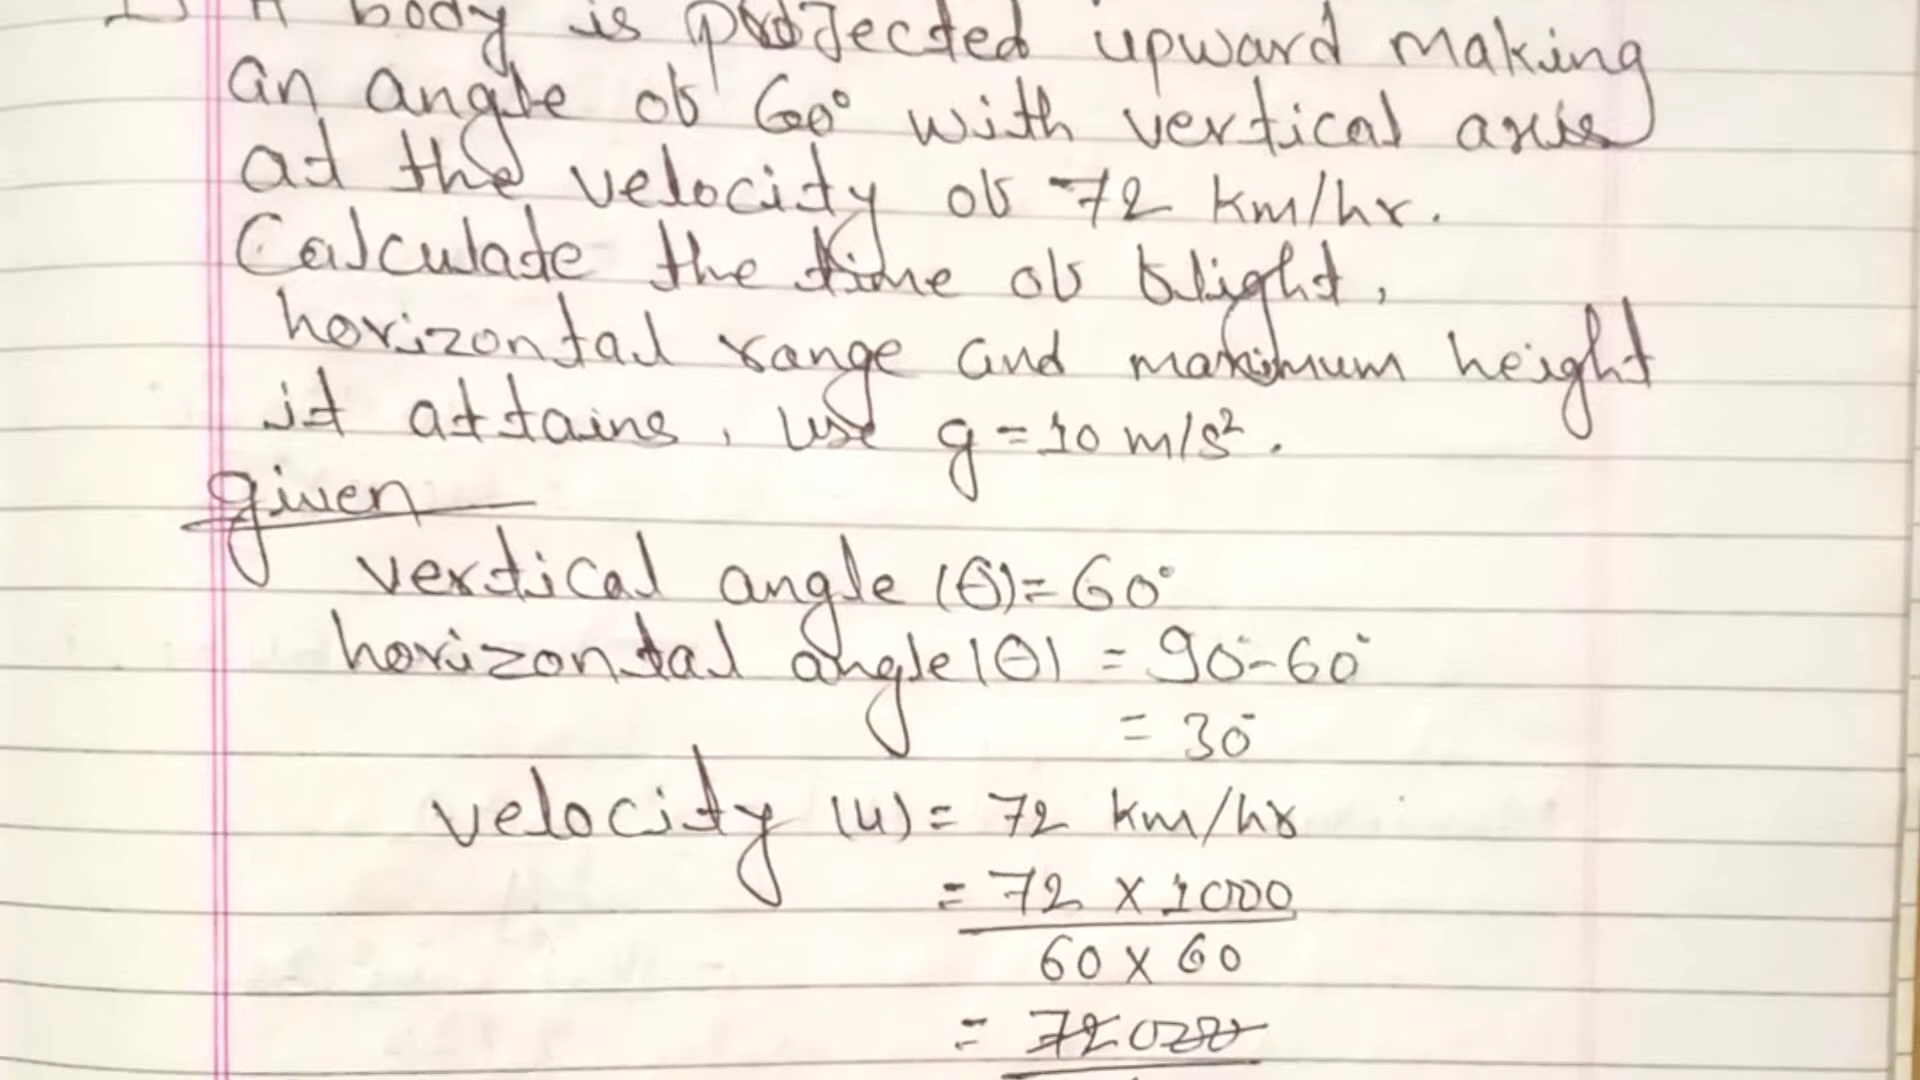 A body is projected upward making
an angle of 60° with vertical axis
at the velocity of 72 km/hr.
Calculate the time of flight,
horizontal range and maximum height
it attains, use g = 10 m/s².
given
vertical angle (θ) = 60°
horizontal angle (θ) = 90° - 60°
= 30°
velocity (u) = 72 km/hr
= 72 × 1000
60 × 60
= 72000